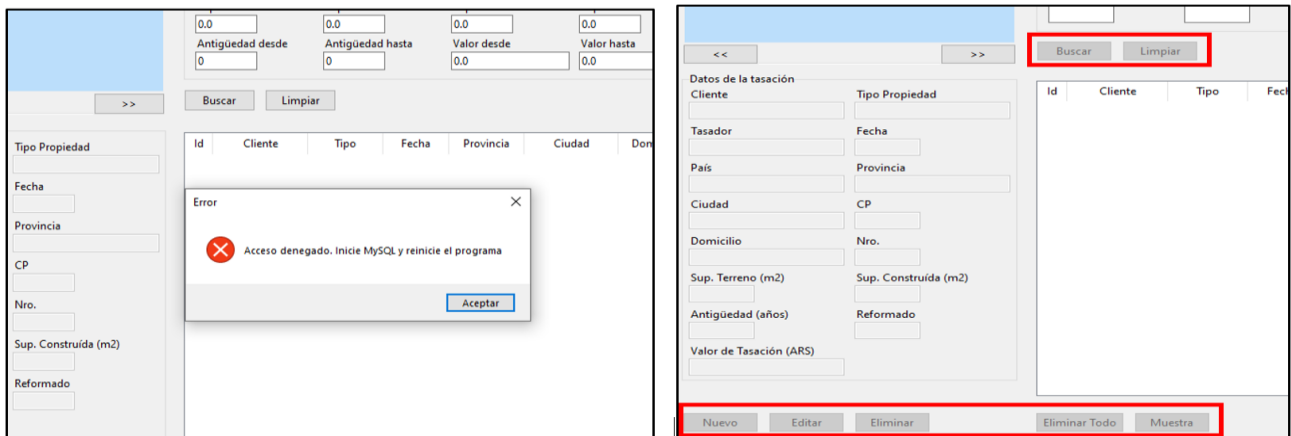 0.0 0.0 0.0 0.0
Antigüedad desde Antigüedad hasta Valor desde Valor hasta
0 0 0.0 0.0
>> Buscar Limpiar
Id Cliente Tipo Fecha Provincia Ciudad Dom
Tipo Propiedad
Fecha
Provincia
CP
Nro.
Sup. Construída (m2)
Reformado
Error
Acceso denegado. Inicie MySQL y reinicie el programa
Aceptar
<< >> Buscar Limpiar
Datos de la tasación
Cliente Tipo Propiedad
Tasador Fecha
País Provincia
Ciudad CP
Domicilio Nro.
Sup. Terreno (m2) Sup. Construída (m2)
Antigüedad (años) Reformado
Valor de Tasación (ARS)
Id Cliente Tipo Fech
Nuevo Editar Eliminar Eliminar Todo Muestra